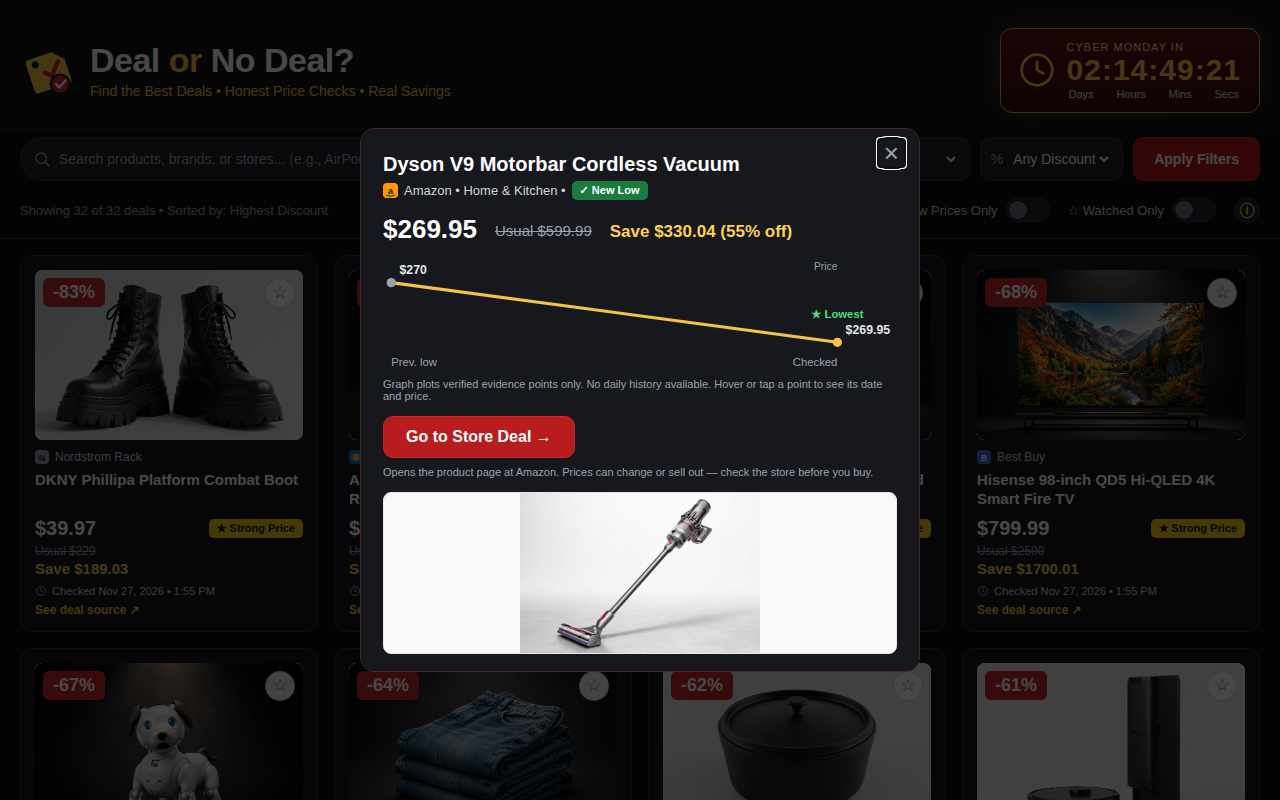 Deal or No Deal?
Find the Best Deals • Honest Price Checks • Real Savings
CYBER MONDAY IN
02:14:49:21
Days Hours Mins Secs
Search products, brands, or stores... (e.g., AirPo
% Any Discount
Apply Filters
Showing 32 of 32 deals • Sorted by: Highest Discount
w Prices Only
☆ Watched Only
Dyson V9 Motorbar Cordless Vacuum
a Amazon • Home & Kitchen • ✓ New Low
$269.95 Usual $599.99 Save $330.04 (55% off)
Price
$270
★ Lowest
$269.95
Prev. low Checked
Graph plots verified evidence points only. No daily history available. Hover or tap a point to see its date
and price.
Go to Store Deal →
Opens the product page at Amazon. Prices can change or sell out — check the store before you buy.
-83%
Nordstrom Rack
DKNY Phillipa Platform Combat Boot
$39.97
★ Strong Price
Usual $229
Save $189.03
Checked Nov 27, 2026 • 1:55 PM
See deal source ↗
-68%
B Best Buy
Hisense 98-inch QD5 Hi-QLED 4K
Smart Fire TV
$799.99
★ Strong Price
Usual $2500
Save $1700.01
Checked Nov 27, 2026 • 1:55 PM
See deal source ↗
-67%
-64%
-62%
-61%